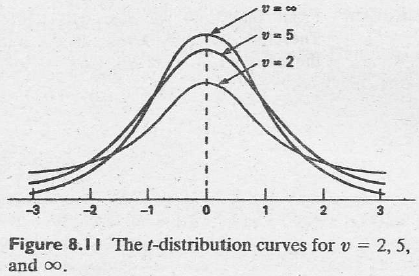 v = ∞
v = 5
v = 2
-3 -2 -1 0 1 2 3
Figure 8.11 The t-distribution curves for v = 2, 5,
and ∞.